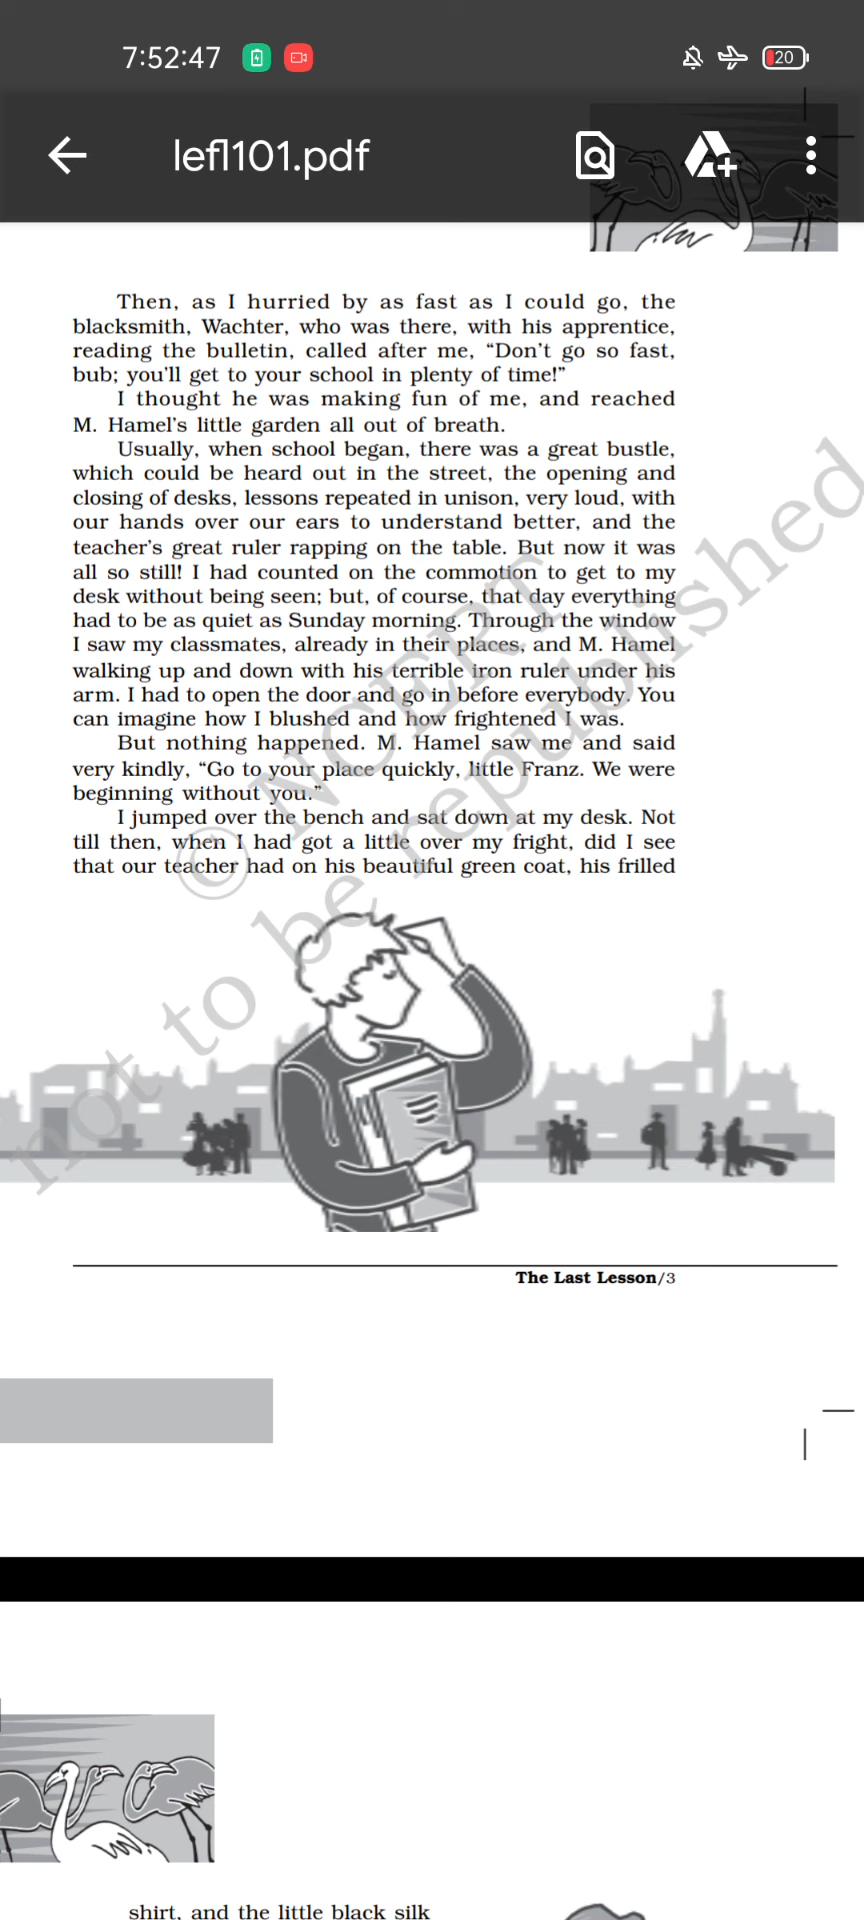 7:52:47
20
lefl101.pdf
Then, as I hurried by as fast as I could go, the
blacksmith, Wachter, who was there, with his apprentice,
reading the bulletin, called after me, “Don’t go so fast,
bub; you’ll get to your school in plenty of time!”
I thought he was making fun of me, and reached
M. Hamel’s little garden all out of breath.
Usually, when school began, there was a great bustle,
which could be heard out in the street, the opening and
closing of desks, lessons repeated in unison, very loud, with
our hands over our ears to understand better, and the
teacher’s great ruler rapping on the table. But now it was
all so still! I had counted on the commotion to get to my
desk without being seen; but, of course, that day everything
had to be as quiet as Sunday morning. Through the window
I saw my classmates, already in their places, and M. Hamel
walking up and down with his terrible iron ruler under his
arm. I had to open the door and go in before everybody. You
can imagine how I blushed and how frightened I was.
But nothing happened. M. Hamel saw me and said
very kindly, “Go to your place quickly, little Franz. We were
beginning without you.”
I jumped over the bench and sat down at my desk. Not
till then, when I had got a little over my fright, did I see
that our teacher had on his beautiful green coat, his frilled
© NCERT
not to be republished
The Last Lesson/3
shirt, and the little black silk